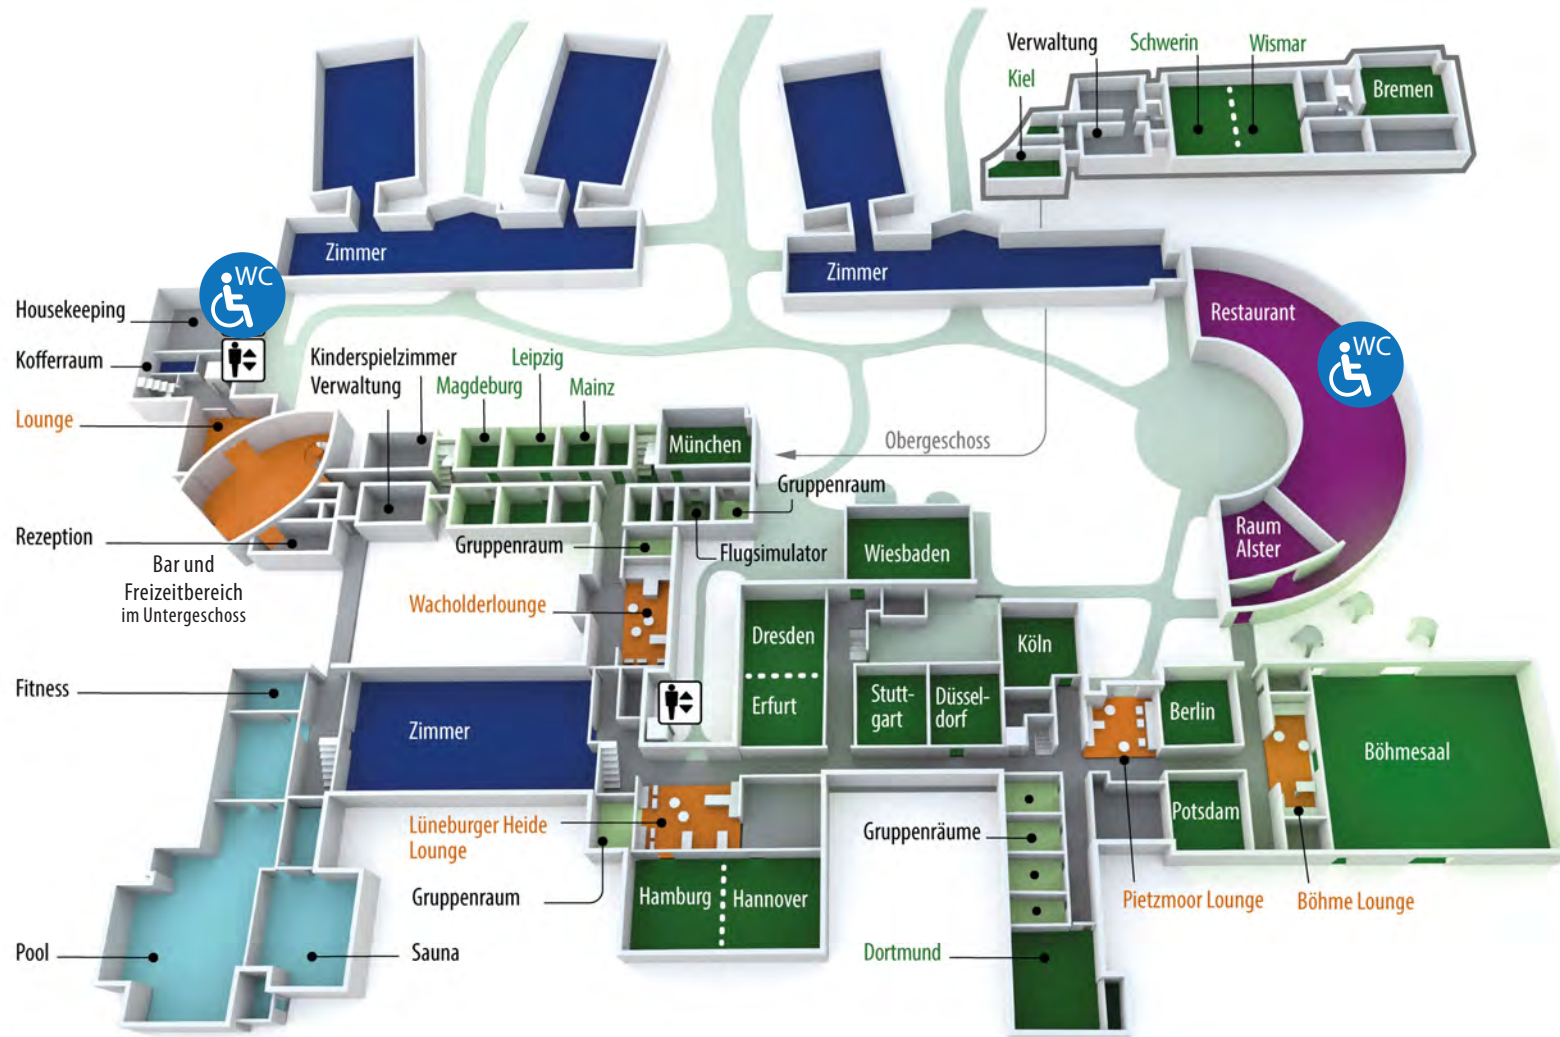 Verwaltung
Schwerin
Wismar
Kiel
Bremen
Zimmer
Zimmer
WC
Housekeeping
Restaurant
WC
Kofferraum
Kinderspielzimmer
Verwaltung
Leipzig
Magdeburg
Mainz
Lounge
München
Obergeschoss
Gruppenraum
Rezeption
Gruppenraum
Flugsimulator
Wiesbaden
Raum
Alster
Bar und
Freizeitbereich
im Untergeschoss
Wacholderlounge
Dresden
Köln
Fitness
Erfurt
Stutt-
gart
Düssel-
dorf
Berlin
Zimmer
Böhmesaal
Lüneburger Heide
Lounge
Gruppenräume
Potsdam
Gruppenraum
Hamburg
Hannover
Pietzmoor Lounge
Böhme Lounge
Pool
Sauna
Dortmund